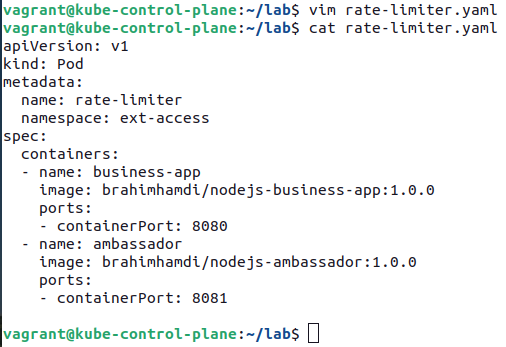 vagrant@kube-control-plane:~/lab$ vim rate-limiter.yaml
vagrant@kube-control-plane:~/lab$ cat rate-limiter.yaml
apiVersion: v1
kind: Pod
metadata:
  name: rate-limiter
  namespace: ext-access
spec:
  containers:
  - name: business-app
    image: brahimhamdi/nodejs-business-app:1.0.0
    ports:
    - containerPort: 8080
  - name: ambassador
    image: brahimhamdi/nodejs-ambassador:1.0.0
    ports:
    - containerPort: 8081
vagrant@kube-control-plane:~/lab$